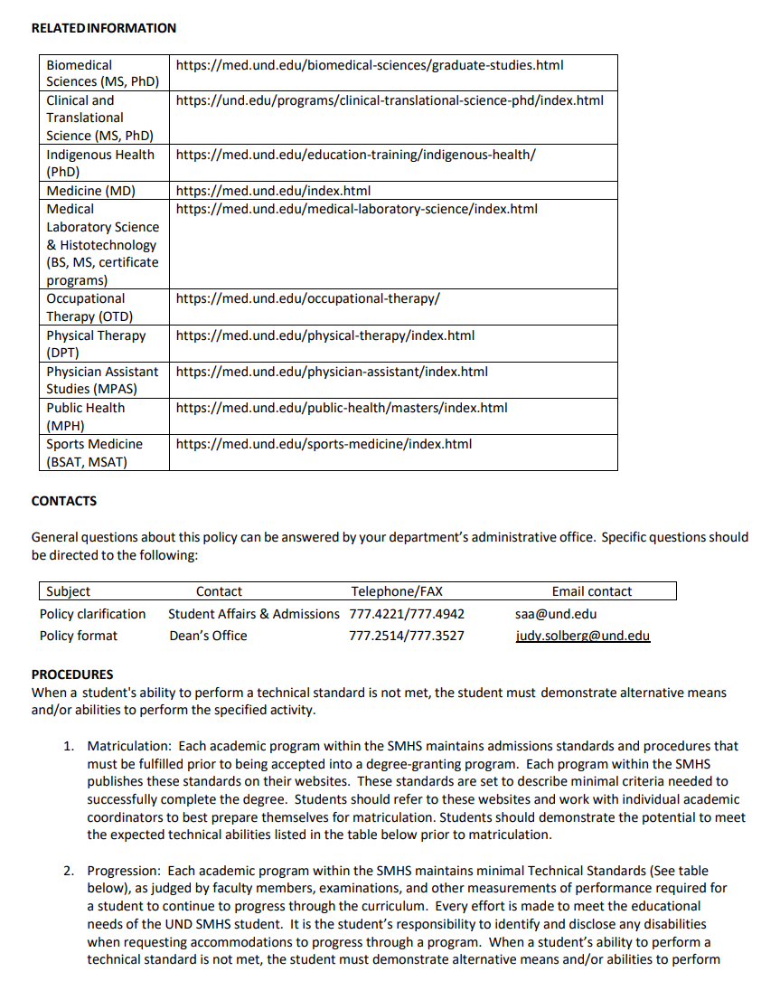 RELATED INFORMATION
Biomedical https://med.und.edu/biomedical-sciences/graduate-studies.html
Sciences (MS, PhD)
Clinical and https://und.edu/programs/clinical-translational-science-phd/index.html
Translational
Science (MS, PhD)
Indigenous Health https://med.und.edu/education-training/indigenous-health/
(PhD)
Medicine (MD) https://med.und.edu/index.html
Medical https://med.und.edu/medical-laboratory-science/index.html
Laboratory Science
& Histotechnology
(BS, MS, certificate
programs)
Occupational https://med.und.edu/occupational-therapy/
Therapy (OTD)
Physical Therapy https://med.und.edu/physical-therapy/index.html
(DPT)
Physician Assistant https://med.und.edu/physician-assistant/index.html
Studies (MPAS)
Public Health https://med.und.edu/public-health/masters/index.html
(MPH)
Sports Medicine https://med.und.edu/sports-medicine/index.html
(BSAT, MSAT)
CONTACTS
General questions about this policy can be answered by your department's administrative office. Specific questions should
be directed to the following:
Subject Contact Telephone/FAX Email contact
Policy clarification Student Affairs & Admissions 777.4221/777.4942 saa@und.edu
Policy format Dean's Office 777.2514/777.3527 judy.solberg@und.edu
PROCEDURES
When a student's ability to perform a technical standard is not met, the student must demonstrate alternative means
and/or abilities to perform the specified activity.
1. Matriculation: Each academic program within the SMHS maintains admissions standards and procedures that
must be fulfilled prior to being accepted into a degree-granting program. Each program within the SMHS
publishes these standards on their websites. These standards are set to describe minimal criteria needed to
successfully complete the degree. Students should refer to these websites and work with individual academic
coordinators to best prepare themselves for matriculation. Students should demonstrate the potential to meet
the expected technical abilities listed in the table below prior to matriculation.
2. Progression: Each academic program within the SMHS maintains minimal Technical Standards (See table
below), as judged by faculty members, examinations, and other measurements of performance required for
a student to continue to progress through the curriculum. Every effort is made to meet the educational
needs of the UND SMHS student. It is the student's responsibility to identify and disclose any disabilities
when requesting accommodations to progress through a program. When a student's ability to perform a
technical standard is not met, the student must demonstrate alternative means and/or abilities to perform